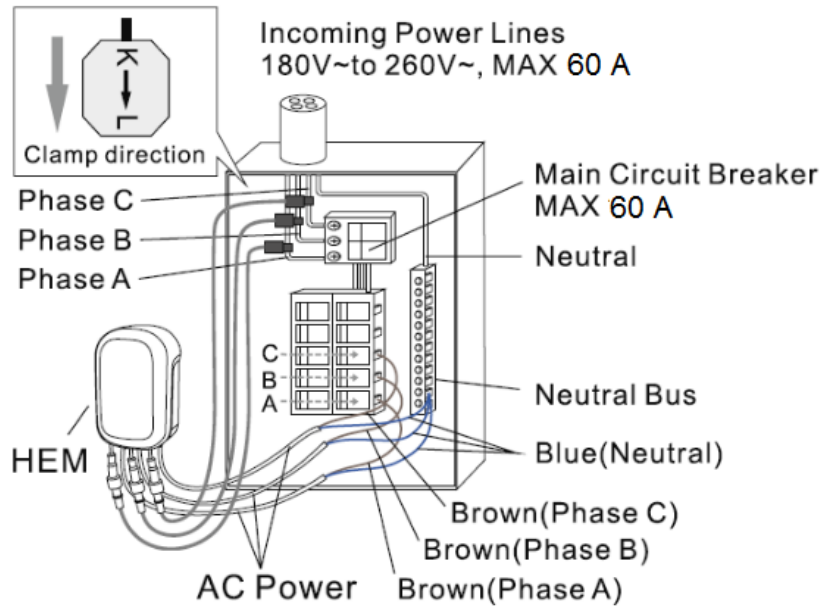 K
L
Clamp direction
Incoming Power Lines
180V~to 260V~, MAX 60 A
Phase C
Phase B
Phase A
Main Circuit Breaker
MAX 60 A
Neutral
C
B
A
Neutral Bus
HEM
Blue(Neutral)
Brown(Phase C)
Brown(Phase B)
AC Power
Brown(Phase A)